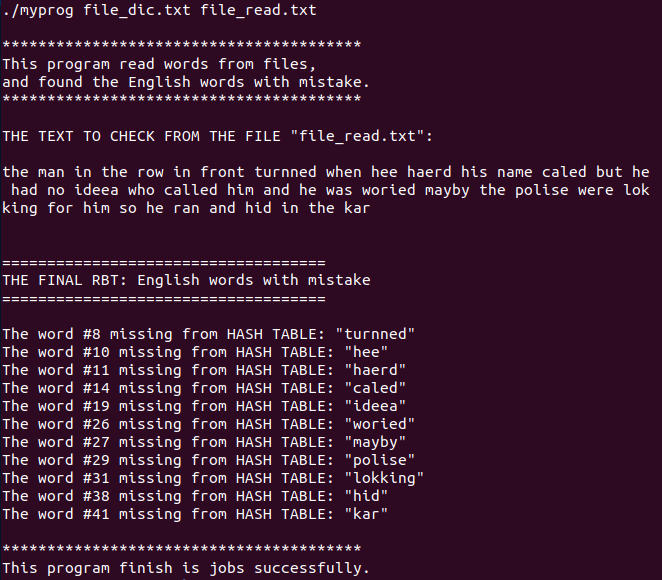 ./myprog file_dic.txt file_read.txt
****************************************
This program read words from files,
and found the English words with mistake.
****************************************
THE TEXT TO CHECK FROM THE FILE "file_read.txt":
the man in the row in front turnned when hee haerd his name caled but he
 had no ideea who called him and he was woried mayby the polise were lok
king for him so he ran and hid in the kar
====================================
THE FINAL RBT: English words with mistake
====================================
The word #8 missing from HASH TABLE: "turnned"
The word #10 missing from HASH TABLE: "hee"
The word #11 missing from HASH TABLE: "haerd"
The word #14 missing from HASH TABLE: "caled"
The word #19 missing from HASH TABLE: "ideea"
The word #26 missing from HASH TABLE: "woried"
The word #27 missing from HASH TABLE: "mayby"
The word #29 missing from HASH TABLE: "polise"
The word #31 missing from HASH TABLE: "lokking"
The word #38 missing from HASH TABLE: "hid"
The word #41 missing from HASH TABLE: "kar"
****************************************
This program finish is jobs successfully.